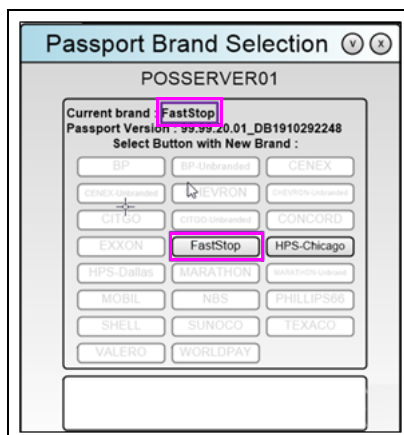 Passport Brand Selection
POSSERVER01
Current brand : FastStop
Passport Version : 99.99.20.01_DB1910292248
Select Button with New Brand :
BP BP-Unbranded CENEX
CENEX-Unbranded CHEVRON CHEVRON-Unbranded
CITGO CITGO-Unbranded CONCORD
EXXON FastStop HPS-Chicago
HPS-Dallas MARATHON MARATHON-Unbrand
MOBIL NBS PHILLIPS66
SHELL SUNOCO TEXACO
VALERO WORLDPAY